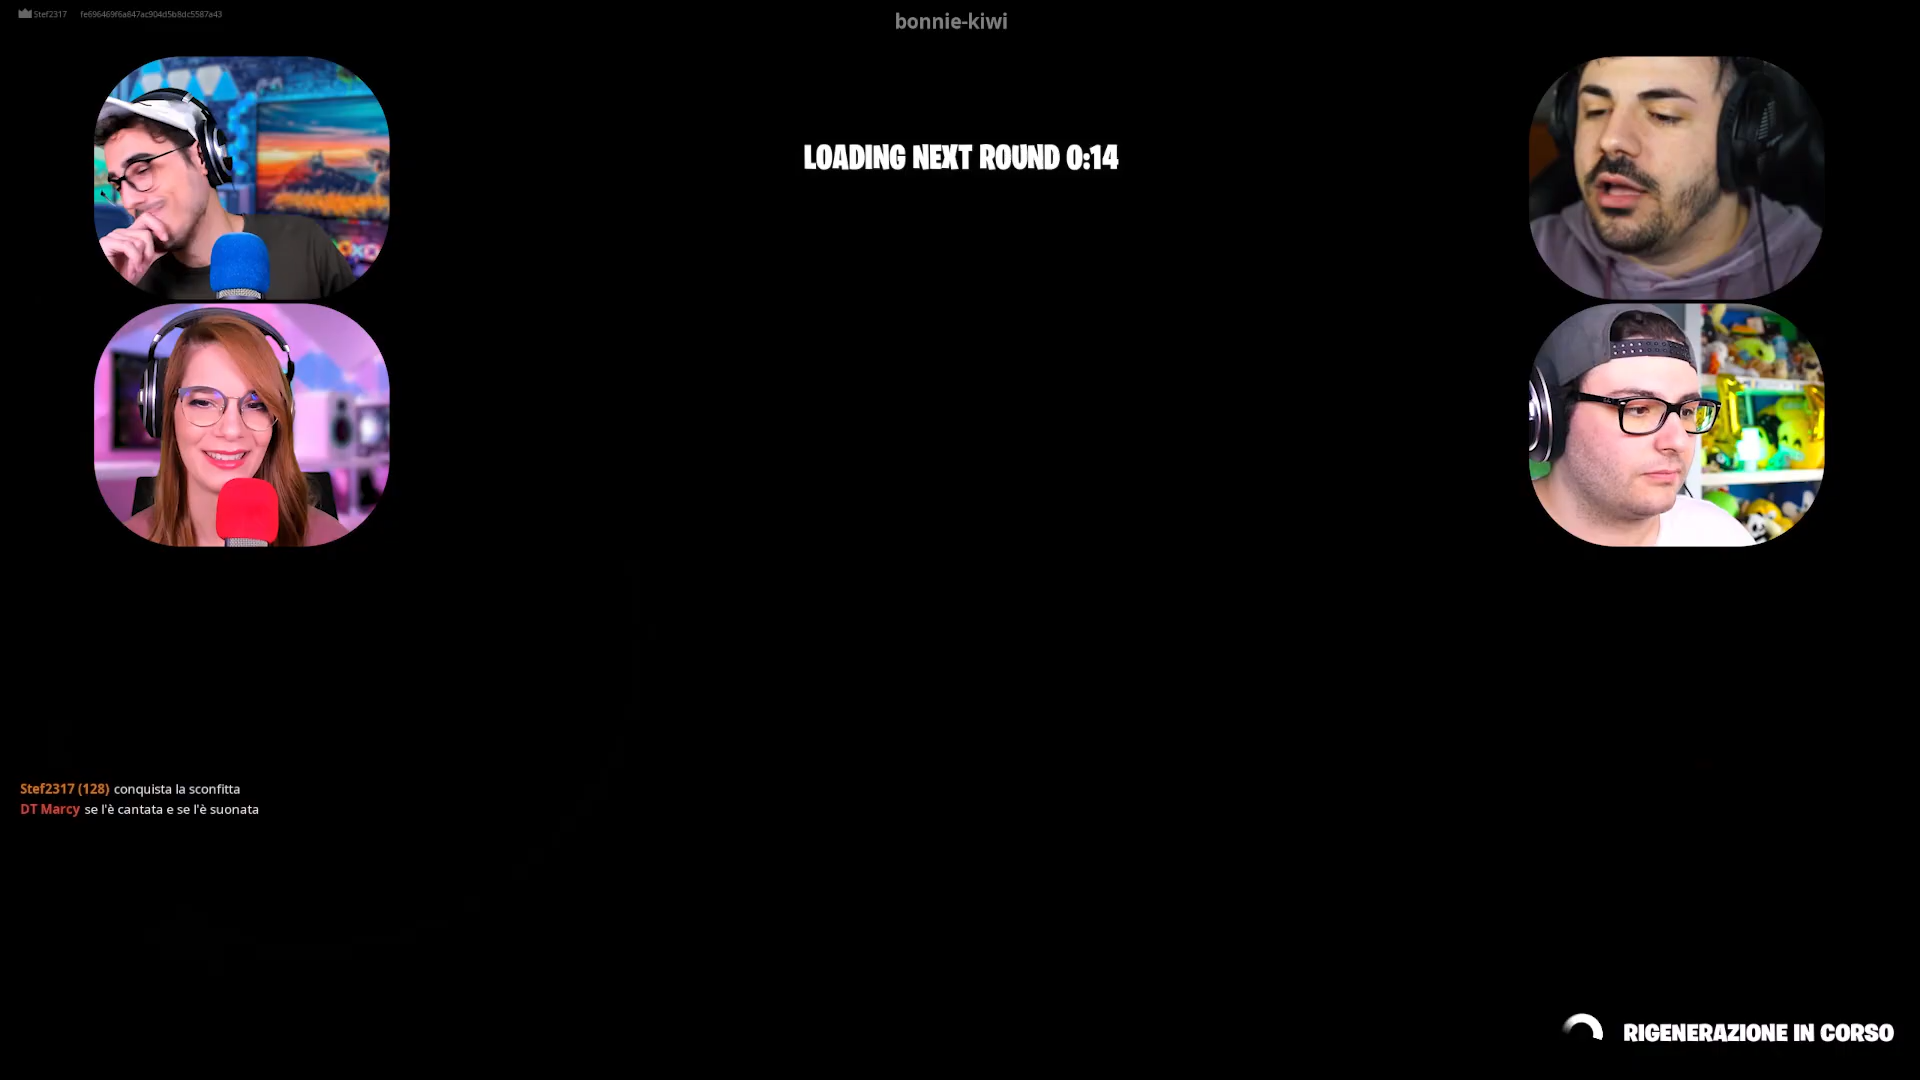 Stef2317 fe696469f6a847ac904d5b8dc5587a43
bonnie-kiwi
LOADING NEXT ROUND 0:14
Stef2317 (128) conquista la sconfitta
DT Marcy se l'è cantata e se l'è suonata
RIGENERAZIONE IN CORSO